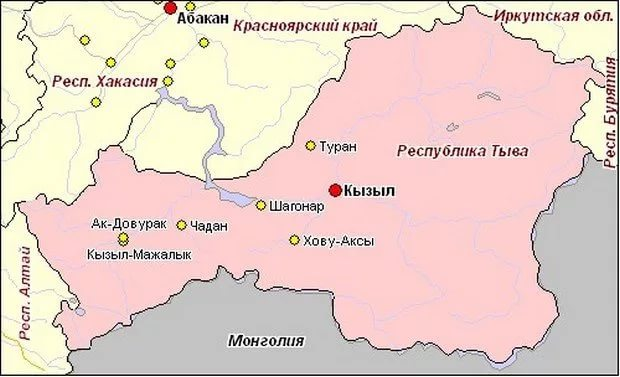 Абакан
Красноярский край
Иркутская обл.
Респ. Хакасия
Респ. Бурятия
Туран
Республика Тыва
Кызыл
Шагонар
Ак-Довурак
Чадан
Хову-Аксы
Кызыл-Мажалык
Респ. Алтай
Монголия